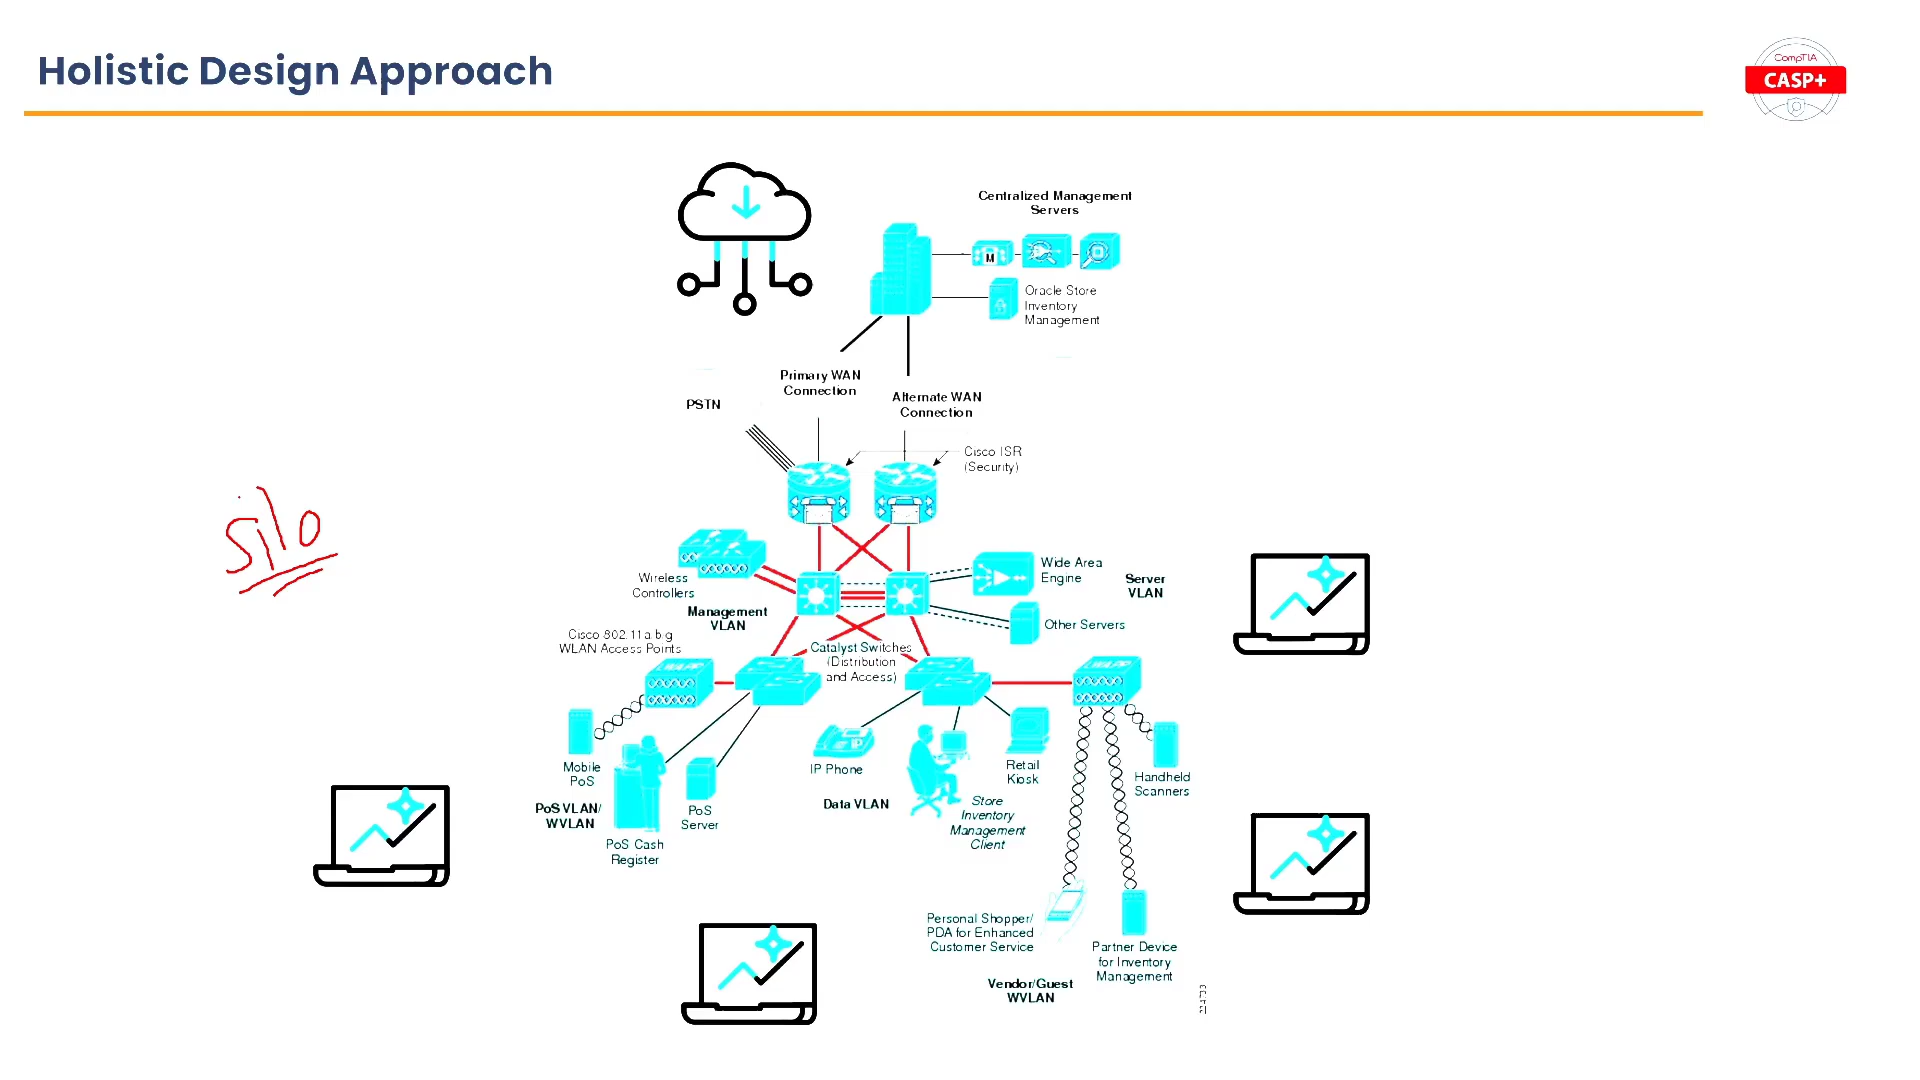 Holistic Design Approach
CompTIA
CASP+
Centralized Management
Servers
M
Oracle Store
Inventory
Management
Primary WAN
Connection
PSTN
Alternate WAN
Connection
Cisco ISR
(Security)
silo
Wireless
Controllers
Wide Area
Engine
Server
VLAN
Management
VLAN
Other Servers
Cisco 802.11 a b g
WLAN Access Points
Catalyst Switches
(Distribution
and Access)
Mobile
PoS
P
IP Phone
Retail
Kiosk
Handheld
Scanners
PoS VLAN/
WVLAN
PoS
Server
Data VLAN
Store
Inventory
Management
Client
PoS Cash
Register
Personal Shopper/
PDA for Enhanced
Customer Service
Partner Device
for Inventory
Management
Vendor/Guest
WVLAN